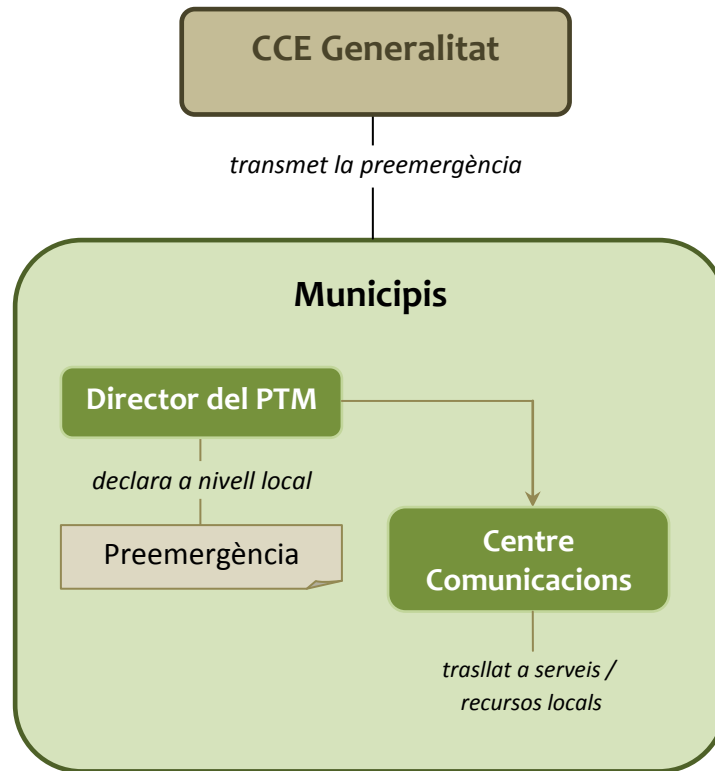 CCE Generalitat
transmet la preemergència
Municipis
Director del PTM
declara a nivell local
Preemergència
Centre
Comunicacions
trasllat a serveis /
recursos locals